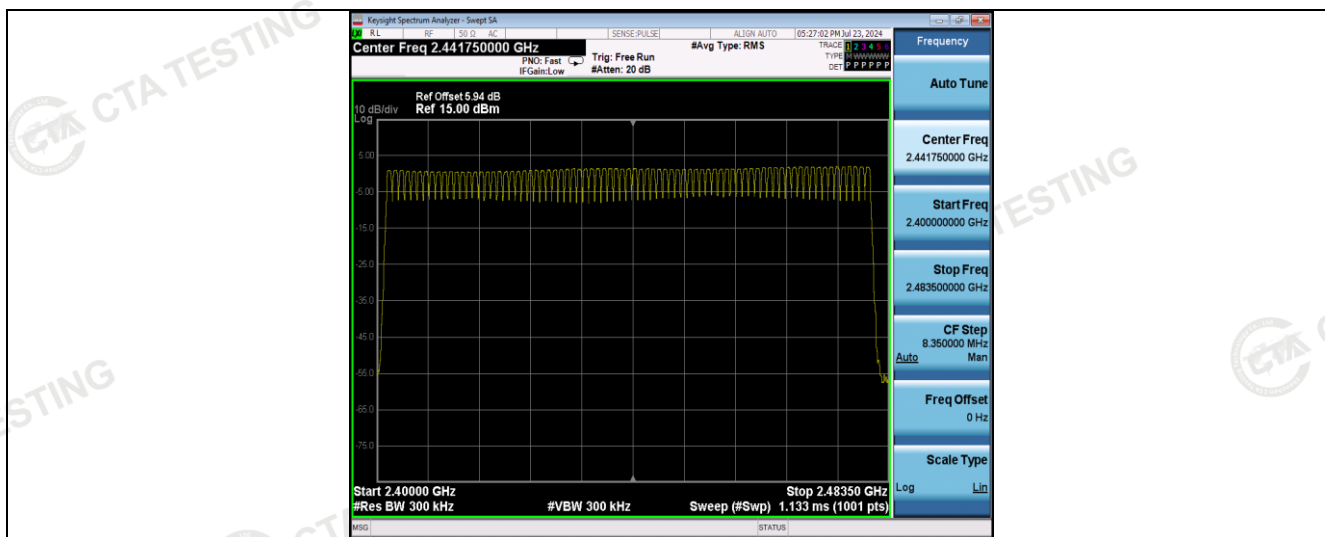 CTA TESTING
Keysight Spectrum Analyzer - Swept SA
RL RF 50 Ω AC SENSE:PULSE ALIGN AUTO 05:27:02 PM Jul 23, 2024
Center Freq 2.441750000 GHz
#Avg Type: RMS
TRACE 1 2 3 4 5 6
PNO: Fast Trig: Free Run
TYPE M WWWWW
IFGain:Low #Atten: 20 dB
DET P P P P P P
Ref Offset 5.94 dB
10 dB/div Ref 15.00 dBm
Log
5.00
-5.00
-15.0
-25.0
-35.0
-45.0
-55.0
-65.0
-75.0
Start 2.40000 GHz Stop 2.48350 GHz
#Res BW 300 kHz #VBW 300 kHz Sweep (#Swp) 1.133 ms (1001 pts)
MSG STATUS
Frequency
Auto Tune
Center Freq
2.441750000 GHz
Start Freq
2.400000000 GHz
Stop Freq
2.483500000 GHz
CF Step
8.350000 MHz
Auto Man
Freq Offset
0 Hz
Scale Type
Log Lin
TESTING
CTA
STING
CT